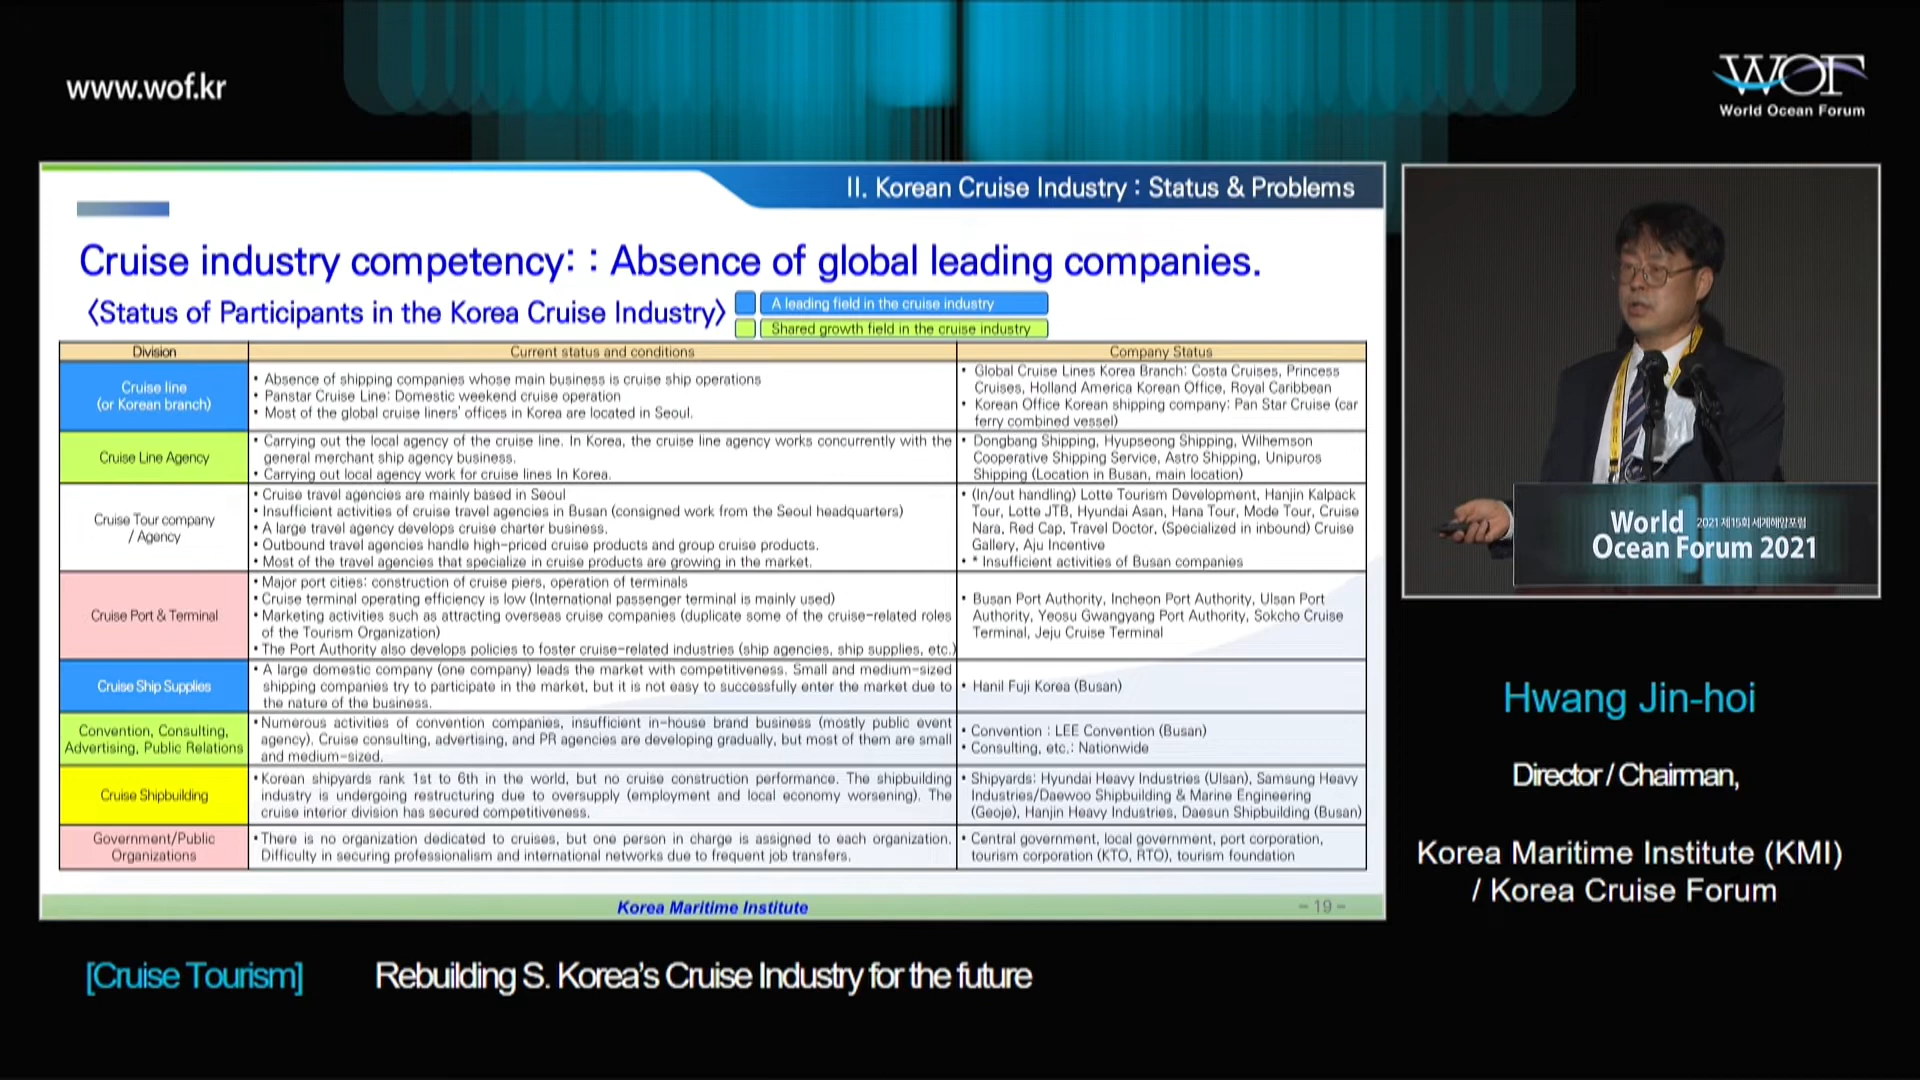 www.wof.kr
WOF
World Ocean Forum
II. Korean Cruise Industry : Status & Problems
Cruise industry competency: : Absence of global leading companies.
〈Status of Participants in the Korea Cruise Industry〉
A leading field in the cruise industry
Shared growth field in the cruise industry
Division
Current status and conditions
Company Status
Cruise line
(or Korean branch)
• Absence of shipping companies whose main business is cruise ship operations
• Panstar Cruise Line: Domestic weekend cruise operation
• Most of the global cruise liners' offices in Korea are located in Seoul.
• Global Cruise Lines Korea Branch: Costa Cruises, Princess
Cruises, Holland America Korean Office, Royal Caribbean
• Korean Office Korean shipping company: Pan Star Cruise (car
ferry combined vessel)
Cruise Line Agency
• Carrying out the local agency of the cruise line. In Korea, the cruise line agency works concurrently with the
general merchant ship agency business.
• Carrying out local agency work for cruise lines In Korea.
• Dongbang Shipping, Hyupseong Shipping, Wilhemson
Cooperative Shipping Service, Astro Shipping, Unipuros
Shipping (Location in Busan, main location)
Cruise Tour company
/ Agency
• Cruise travel agencies are mainly based in Seoul
• Insufficient activities of cruise travel agencies in Busan (consigned work from the Seoul headquarters)
• A large travel agency develops cruise charter business.
• Outbound travel agencies handle high-priced cruise products and group cruise products.
• Most of the travel agencies that specialize in cruise products are growing in the market.
• (In/out handling) Lotte Tourism Development, Hanjin Kalpack
Tour, Lotte JTB, Hyundai Asan, Hana Tour, Mode Tour, Cruise
Nara, Red Cap, Travel Doctor, (Specialized in inbound) Cruise
Gallery, Aju Incentive
• * Insufficient activities of Busan companies
Cruise Port & Terminal
• Major port cities: construction of cruise piers, operation of terminals
• Cruise terminal operating efficiency is low (International passenger terminal is mainly used)
• Marketing activities such as attracting overseas cruise companies (duplicate some of the cruise-related roles
of the Tourism Organization)
• The Port Authority also develops policies to foster cruise-related industries (ship agencies, ship supplies, etc.)
• Busan Port Authority, Incheon Port Authority, Ulsan Port
Authority, Yeosu Gwangyang Port Authority, Sokcho Cruise
Terminal, Jeju Cruise Terminal
Cruise Ship Supplies
• A large domestic company (one company) leads the market with competitiveness. Small and medium-sized
shipping companies try to participate in the market, but it is not easy to successfully enter the market due to
the nature of the business.
• Hanil Fuji Korea (Busan)
Convention, Consulting,
Advertising, Public Relations
• Numerous activities of convention companies, insufficient in-house brand business (mostly public event
agency). Cruise consulting, advertising, and PR agencies are developing gradually, but most of them are small
and medium-sized.
• Convention : LEE Convention (Busan)
• Consulting, etc.: Nationwide
Cruise Shipbuilding
• Korean shipyards rank 1st to 6th in the world, but no cruise construction performance. The shipbuilding
industry is undergoing restructuring due to oversupply (employment and local economy worsening). The
cruise interior division has secured competitiveness.
• Shipyards: Hyundai Heavy Industries (Ulsan), Samsung Heavy
Industries/Daewoo Shipbuilding & Marine Engineering
(Geoje), Hanjin Heavy Industries, Daesun Shipbuilding (Busan)
Government/Public
Organizations
• There is no organization dedicated to cruises, but one person in charge is assigned to each organization.
Difficulty in securing professionalism and international networks due to frequent job transfers.
• Central government, local government, port corporation,
tourism corporation (KTO, RTO), tourism foundation
Korea Maritime Institute
- 19 -
World 2021 제15회 세계해양포럼
Ocean Forum 2021
Hwang Jin-hoi
Director / Chairman,
Korea Maritime Institute (KMI)
/ Korea Cruise Forum
[Cruise Tourism] Rebuilding S. Korea's Cruise Industry for the future